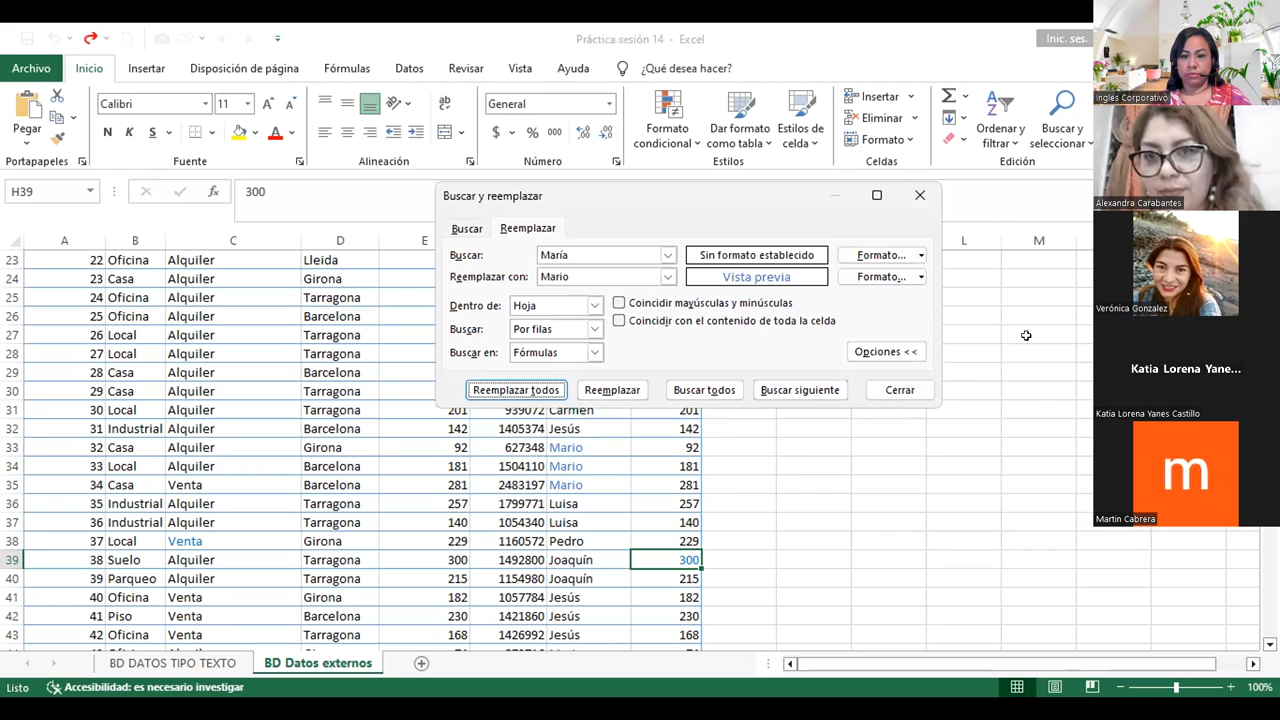 Práctica sesión 14 - Excel
Inic. ses.
Archivo Inicio Insertar Disposición de página Fórmulas Datos Revisar Vista Ayuda ¿Qué desea hacer?
Pegar
Calibri 11
N K S
General
$ % 000
Formato condicional
Dar formato como tabla
Estilos de celda
Insertar
Eliminar
Formato
Ordenar y filtrar
Buscar y seleccionar
Portapapeles Fuente Alineación Número Estilos Celdas Edición
H39 300
A B C D E L M
Buscar y reemplazar
Buscar Reemplazar
Buscar: María Sin formato establecido Formato...
Reemplazar con: Mario Vista previa Formato...
Dentro de: Hoja Coincidir mayúsculas y minúsculas
Buscar: Por filas Coincidir con el contenido de toda la celda
Buscar en: Fórmulas Opciones <<
Reemplazar todos Reemplazar Buscar todos Buscar siguiente Cerrar
23 22 Oficina Alquiler Lleida
24 23 Casa Alquiler Girona
25 24 Oficina Alquiler Tarragona
26 25 Oficina Alquiler Barcelona
27 26 Local Alquiler Tarragona
28 27 Local Alquiler Barcelona
29 28 Casa Alquiler Barcelona
30 29 Casa Alquiler Tarragona
31 30 Local Alquiler Tarragona 201 939072 Carmen 201
32 31 Industrial Alquiler Barcelona 142 1405374 Jesús 142
33 32 Casa Alquiler Girona 92 627348 Mario 92
34 33 Local Alquiler Barcelona 181 1504110 Mario 181
35 34 Casa Venta Barcelona 281 2483197 Mario 281
36 35 Industrial Alquiler Tarragona 257 1799771 Luisa 257
37 36 Industrial Alquiler Tarragona 140 1054340 Luisa 140
38 37 Local Venta Girona 229 1160572 Pedro 229
39 38 Suelo Alquiler Tarragona 300 1492800 Joaquín 300
40 39 Parqueo Alquiler Tarragona 215 1154980 Joaquín 215
41 40 Oficina Venta Girona 182 1057784 Jesús 182
42 41 Piso Venta Barcelona 230 1421860 Jesús 230
43 42 Oficina Venta Tarragona 168 1426992 Jesús 168
BD DATOS TIPO TEXTO BD Datos externos
Listo Accesibilidad: es necesario investigar 100%
Ingles Corporativo
Alexandra Carabantes
Verónica Gonzalez
Katia Lorena Yane...
Katia Lorena Yanes Castillo
m
Martin Cabrera